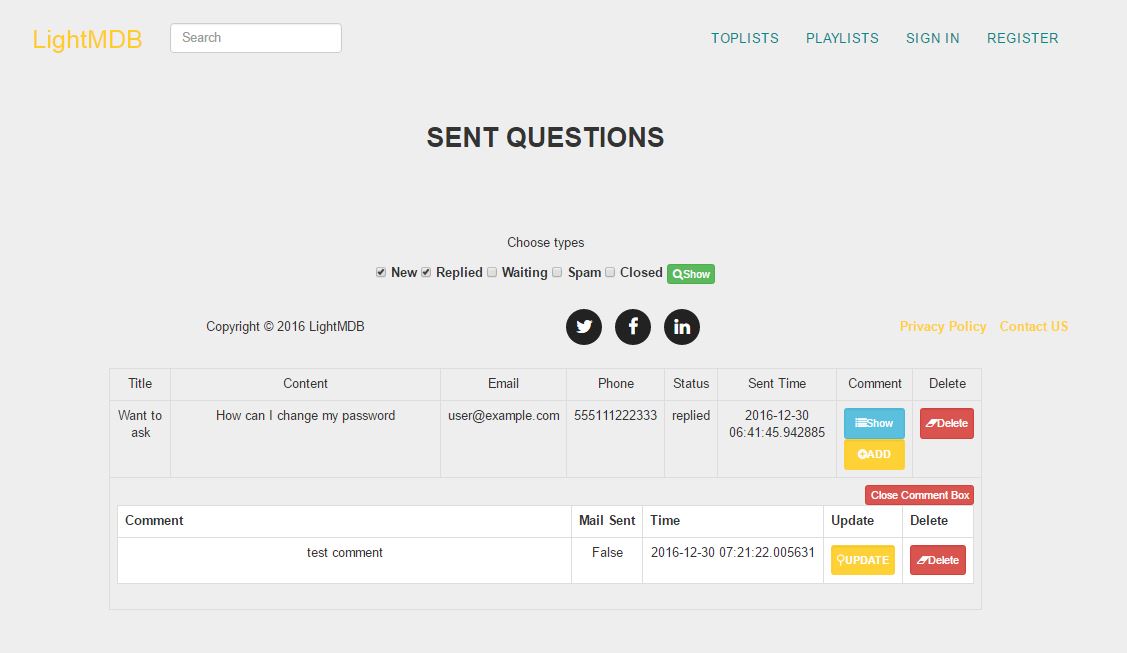 LightMDB Search TOPLISTS PLAYLISTS SIGN IN REGISTER
SENT QUESTIONS
Choose types
New Replied Waiting Spam Closed Show
Copyright © 2016 LightMDB Privacy Policy Contact US
Title Content Email Phone Status Sent Time Comment Delete
Want to How can I change my password user@example.com 555111222333 replied 2016-12-30 Show Delete
ask 06:41:45.942885
ADD
Close Comment Box
Comment Mail Sent Time Update Delete
test comment False 2016-12-30 07:21:22.005631 UPDATE Delete